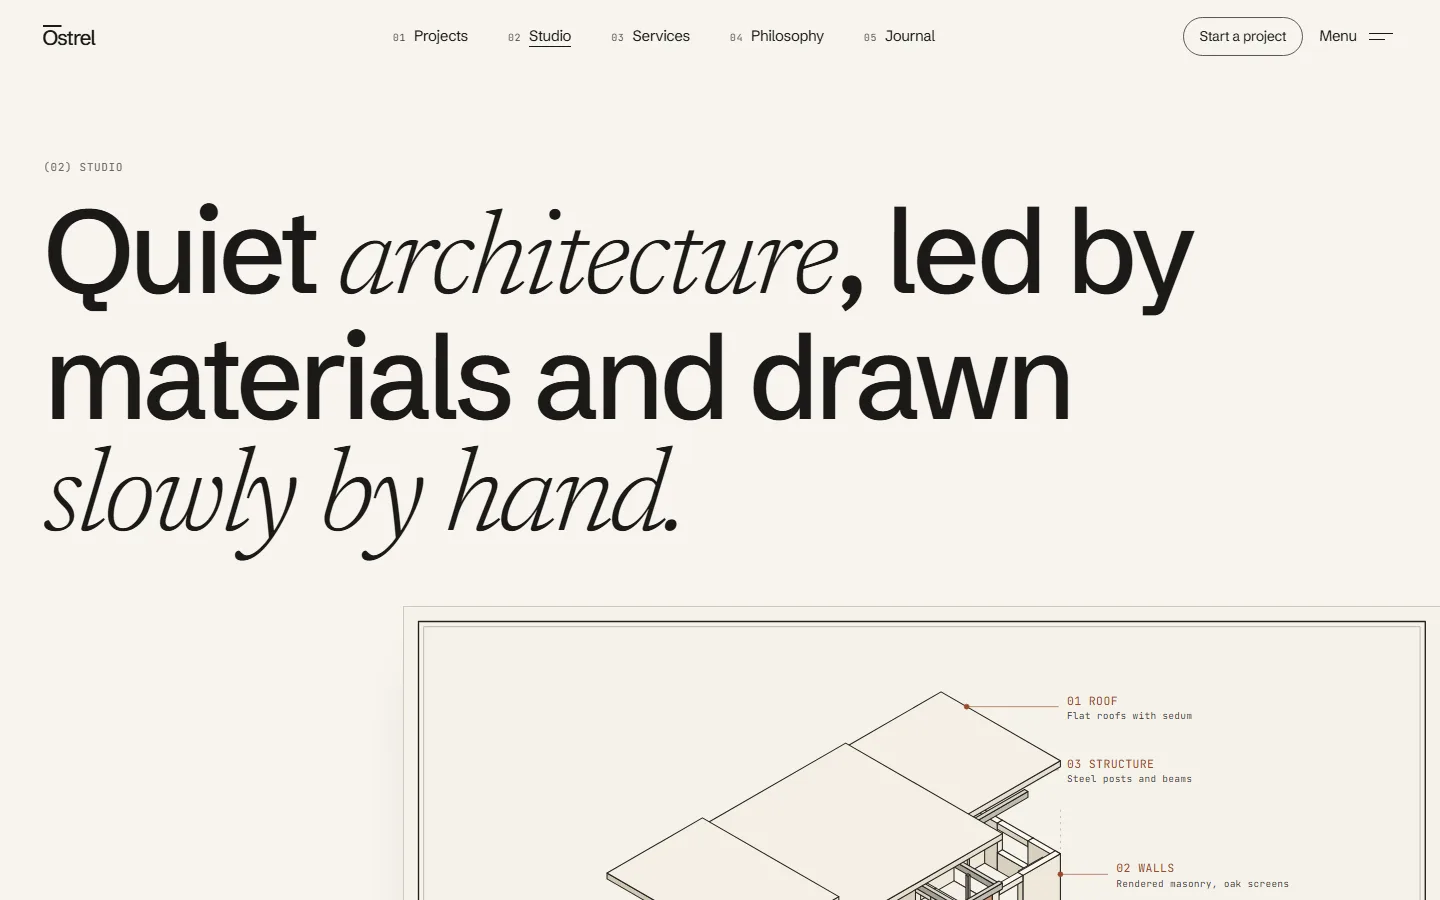 Ōstrel
01 Projects
02 Studio
03 Services
04 Philosophy
05 Journal
Start a project
Menu
(02) STUDIO
Quiet architecture, led by
materials and drawn
slowly by hand.
01 ROOF
Flat roofs with sedum
03 STRUCTURE
Steel posts and beams
02 WALLS
Rendered masonry, oak screens